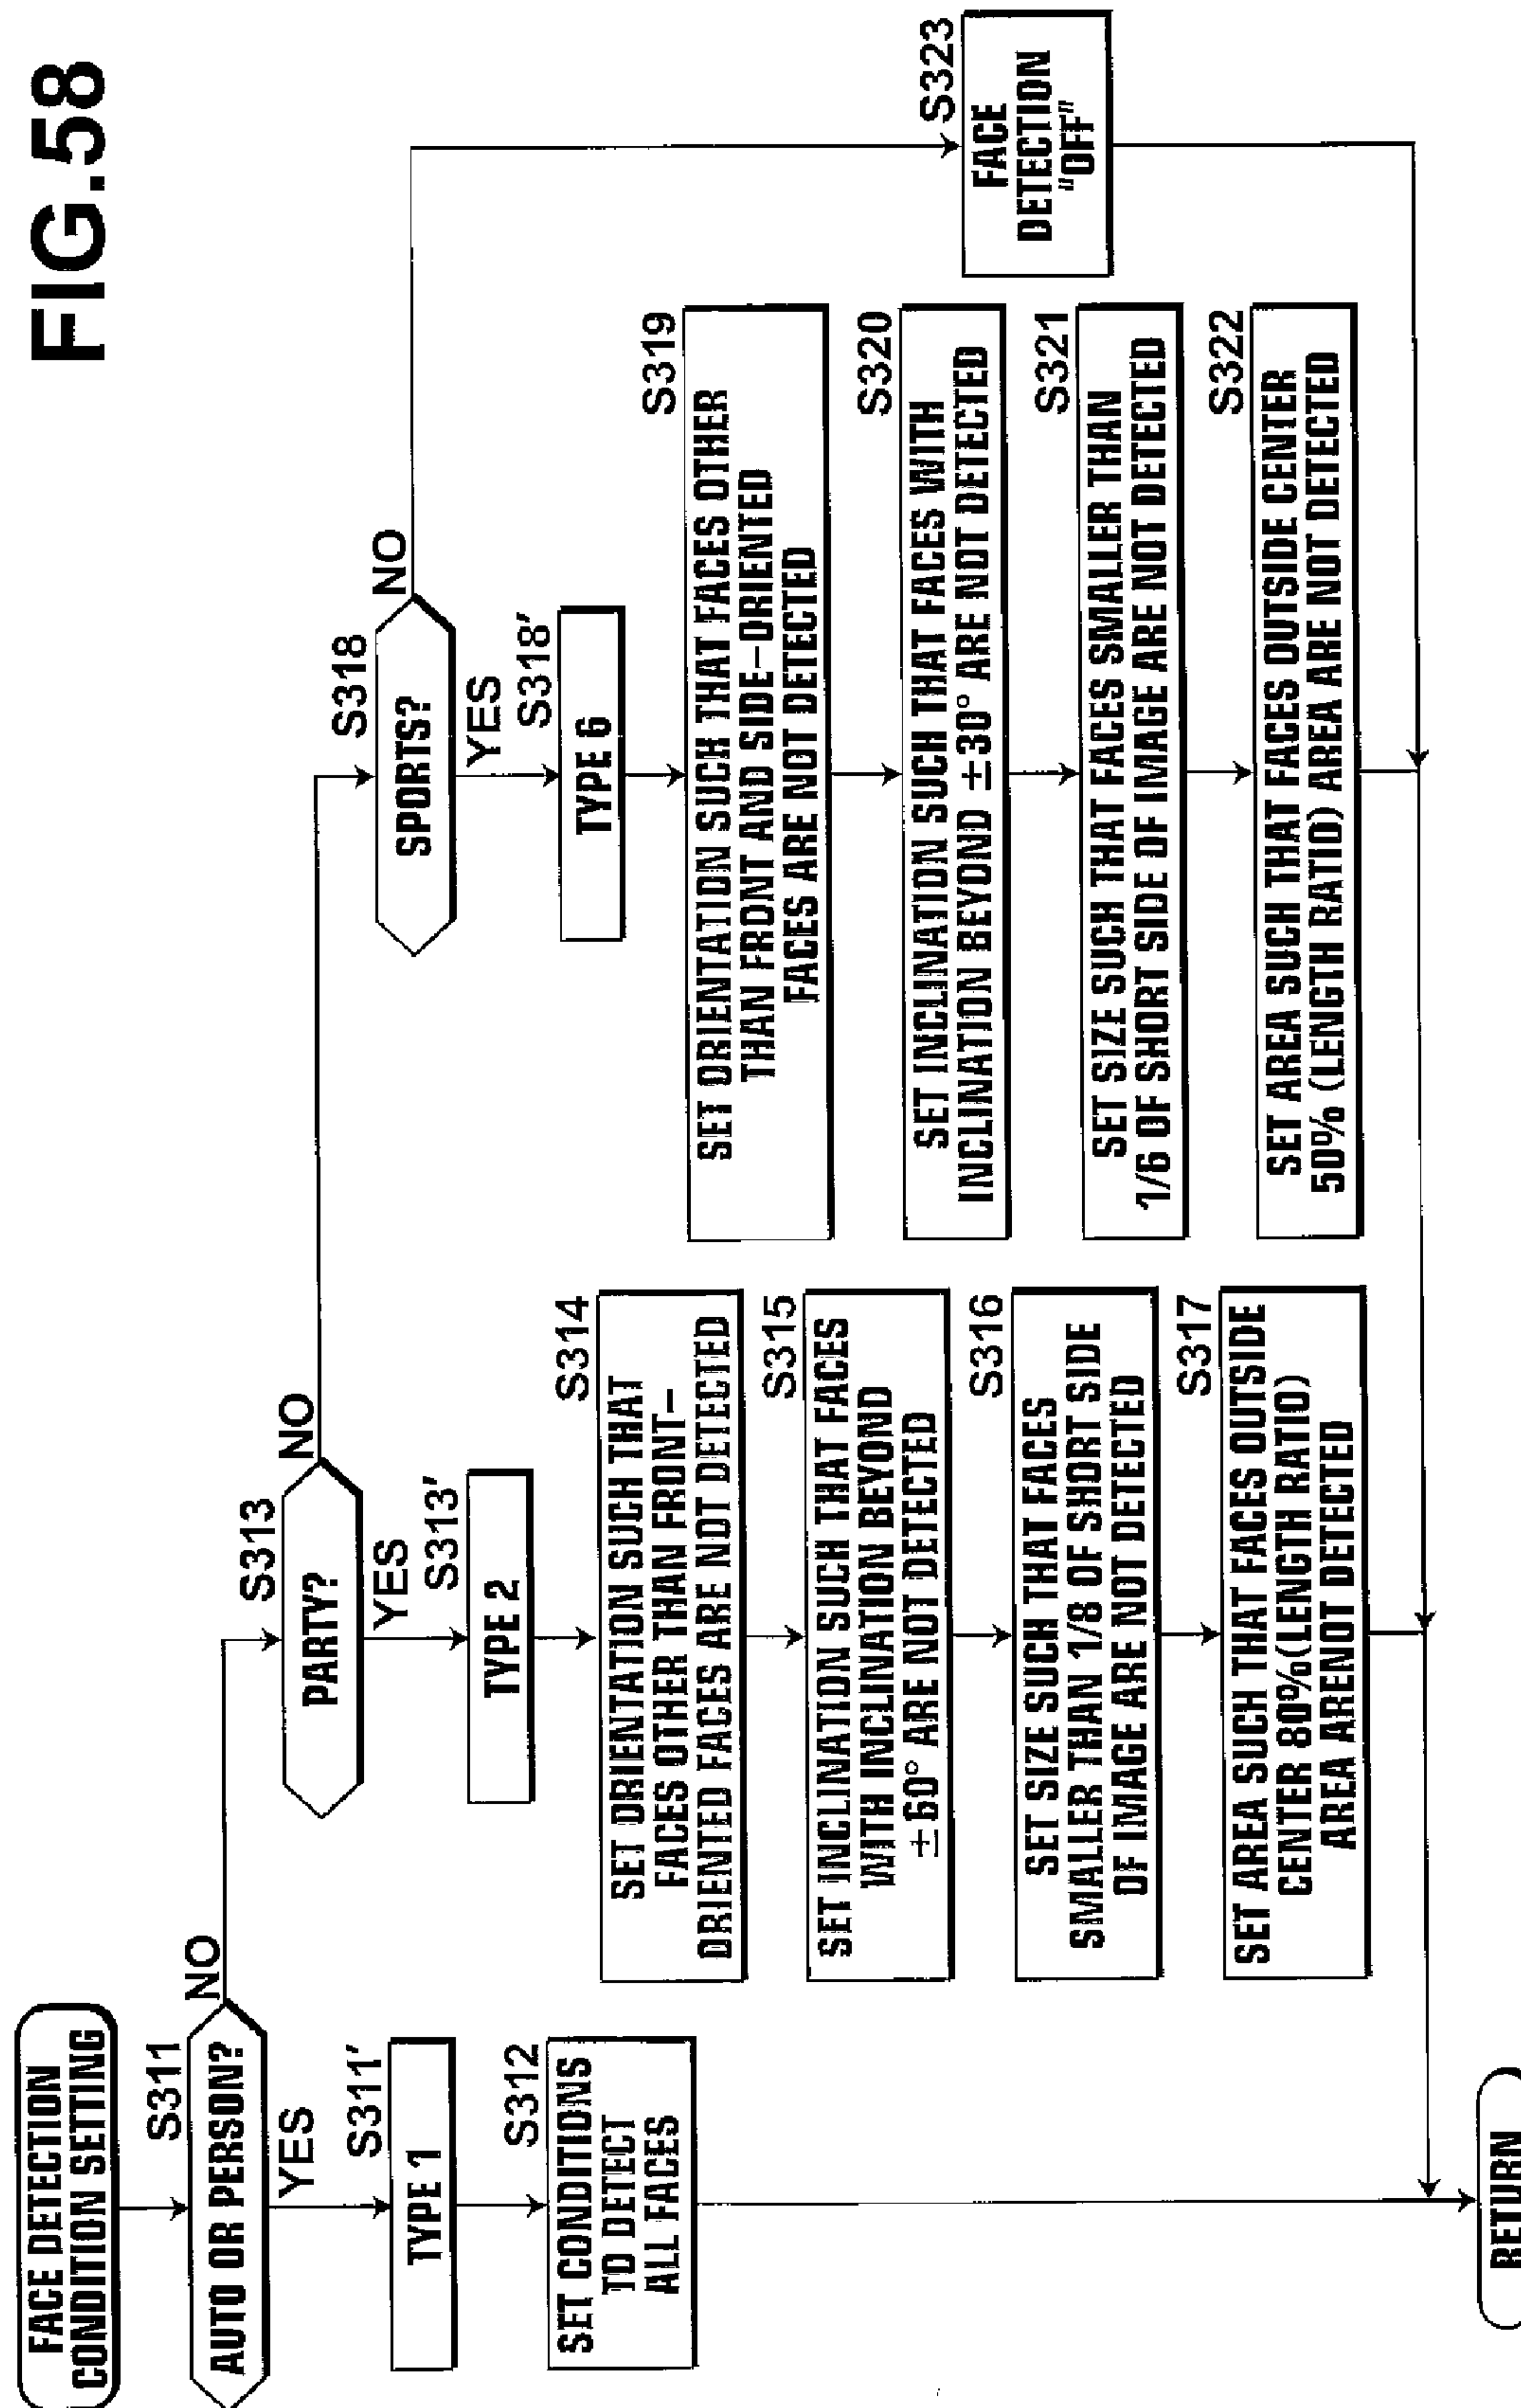 FIG.58
FACE DETECTION
CONDITION SETTING
S311
AUTO OR PERSON?
NO
YES
S311'
TYPE 1
S312
SET CONDITIONS
TO DETECT
ALL FACES
S313
PARTY?
NO
YES
S313'
TYPE 2
S314
SET ORIENTATION SUCH THAT
FACES OTHER THAN FRONT-
ORIENTED FACES ARE NOT DETECTED
S315
SET INCLINATION SUCH THAT FACES
WITH INCLINATION BEYOND
±60° ARE NOT DETECTED
S316
SET SIZE SUCH THAT FACES
SMALLER THAN 1/8 OF SHORT SIDE
OF IMAGE ARE NOT DETECTED
S317
SET AREA SUCH THAT FACES OUTSIDE
CENTER 80%(LENGTH RATIO)
AREA ARENOT DETECTED
S318
SPORTS?
NO
YES
S318'
TYPE 6
S319
SET ORIENTATION SUCH THAT FACES OTHER
THAN FRONT AND SIDE-ORIENTED
FACES ARE NOT DETECTED
S320
SET INCLINATION SUCH THAT FACES WITH
INCLINATION BEYOND ±30° ARE NOT DETECTED
S321
SET SIZE SUCH THAT FACES SMALLER THAN
1/6 OF SHORT SIDE OF IMAGE ARE NOT DETECTED
S322
SET AREA SUCH THAT FACES OUTSIDE CENTER
50% (LENGTH RATIO) AREA ARE NOT DETECTED
S323
FACE
DETECTION
"OFF"
RETURN